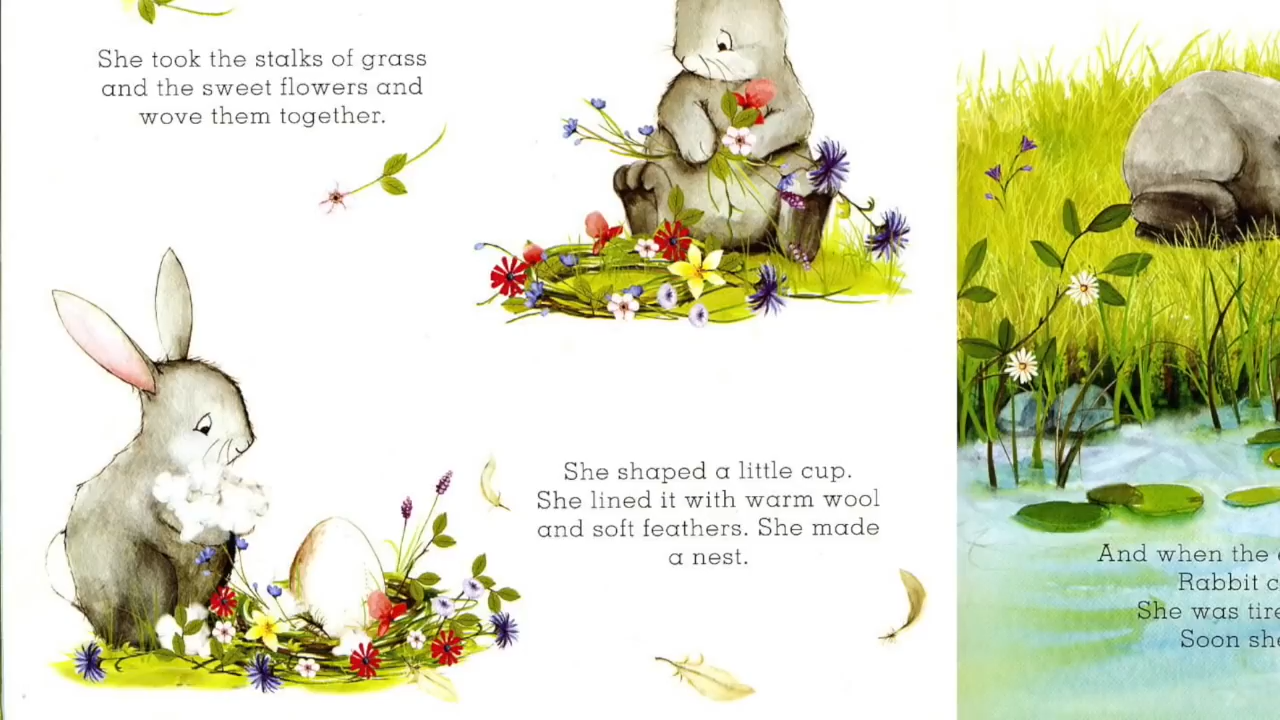 She took the stalks of grass
and the sweet flowers and
wove them together.
She shaped a little cup.
She lined it with warm wool
and soft feathers. She made
a nest.
And when the
Rabbit
She was
Soon